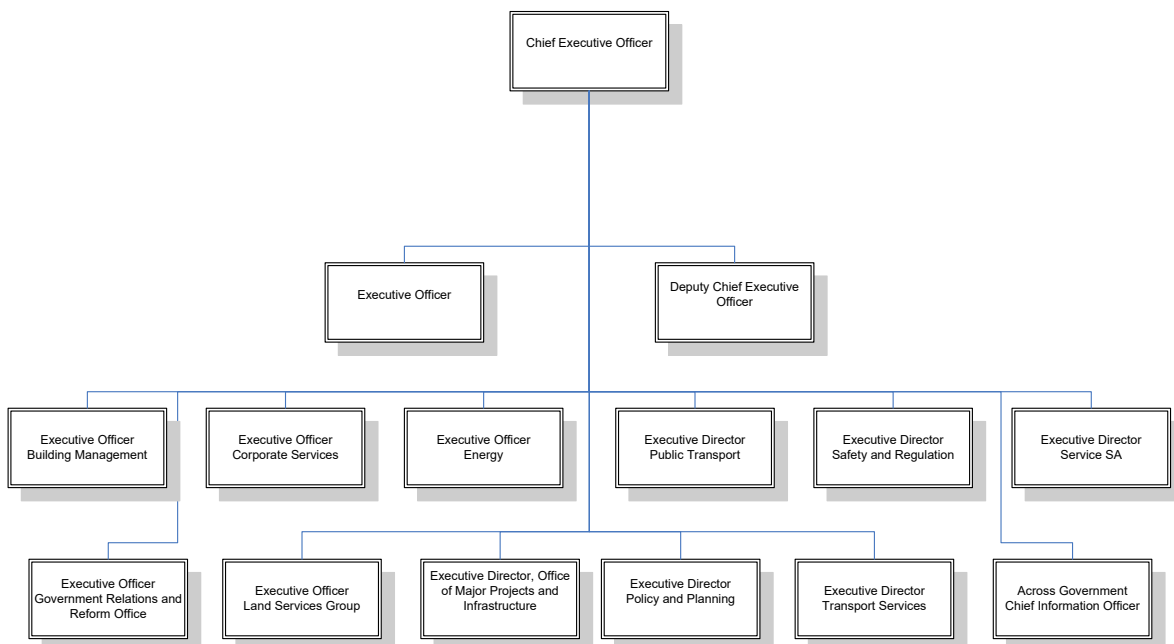 Chief Executive Officer
Executive Officer
Deputy Chief Executive
Officer
Executive Officer
Building Management
Executive Officer
Corporate Services
Executive Officer
Energy
Executive Director
Public Transport
Executive Director
Safety and Regulation
Executive Director
Service SA
Executive Officer
Government Relations and
Reform Office
Executive Officer
Land Services Group
Executive Director, Office
of Major Projects and
Infrastructure
Executive Director
Policy and Planning
Executive Director
Transport Services
Across Government
Chief Information Officer